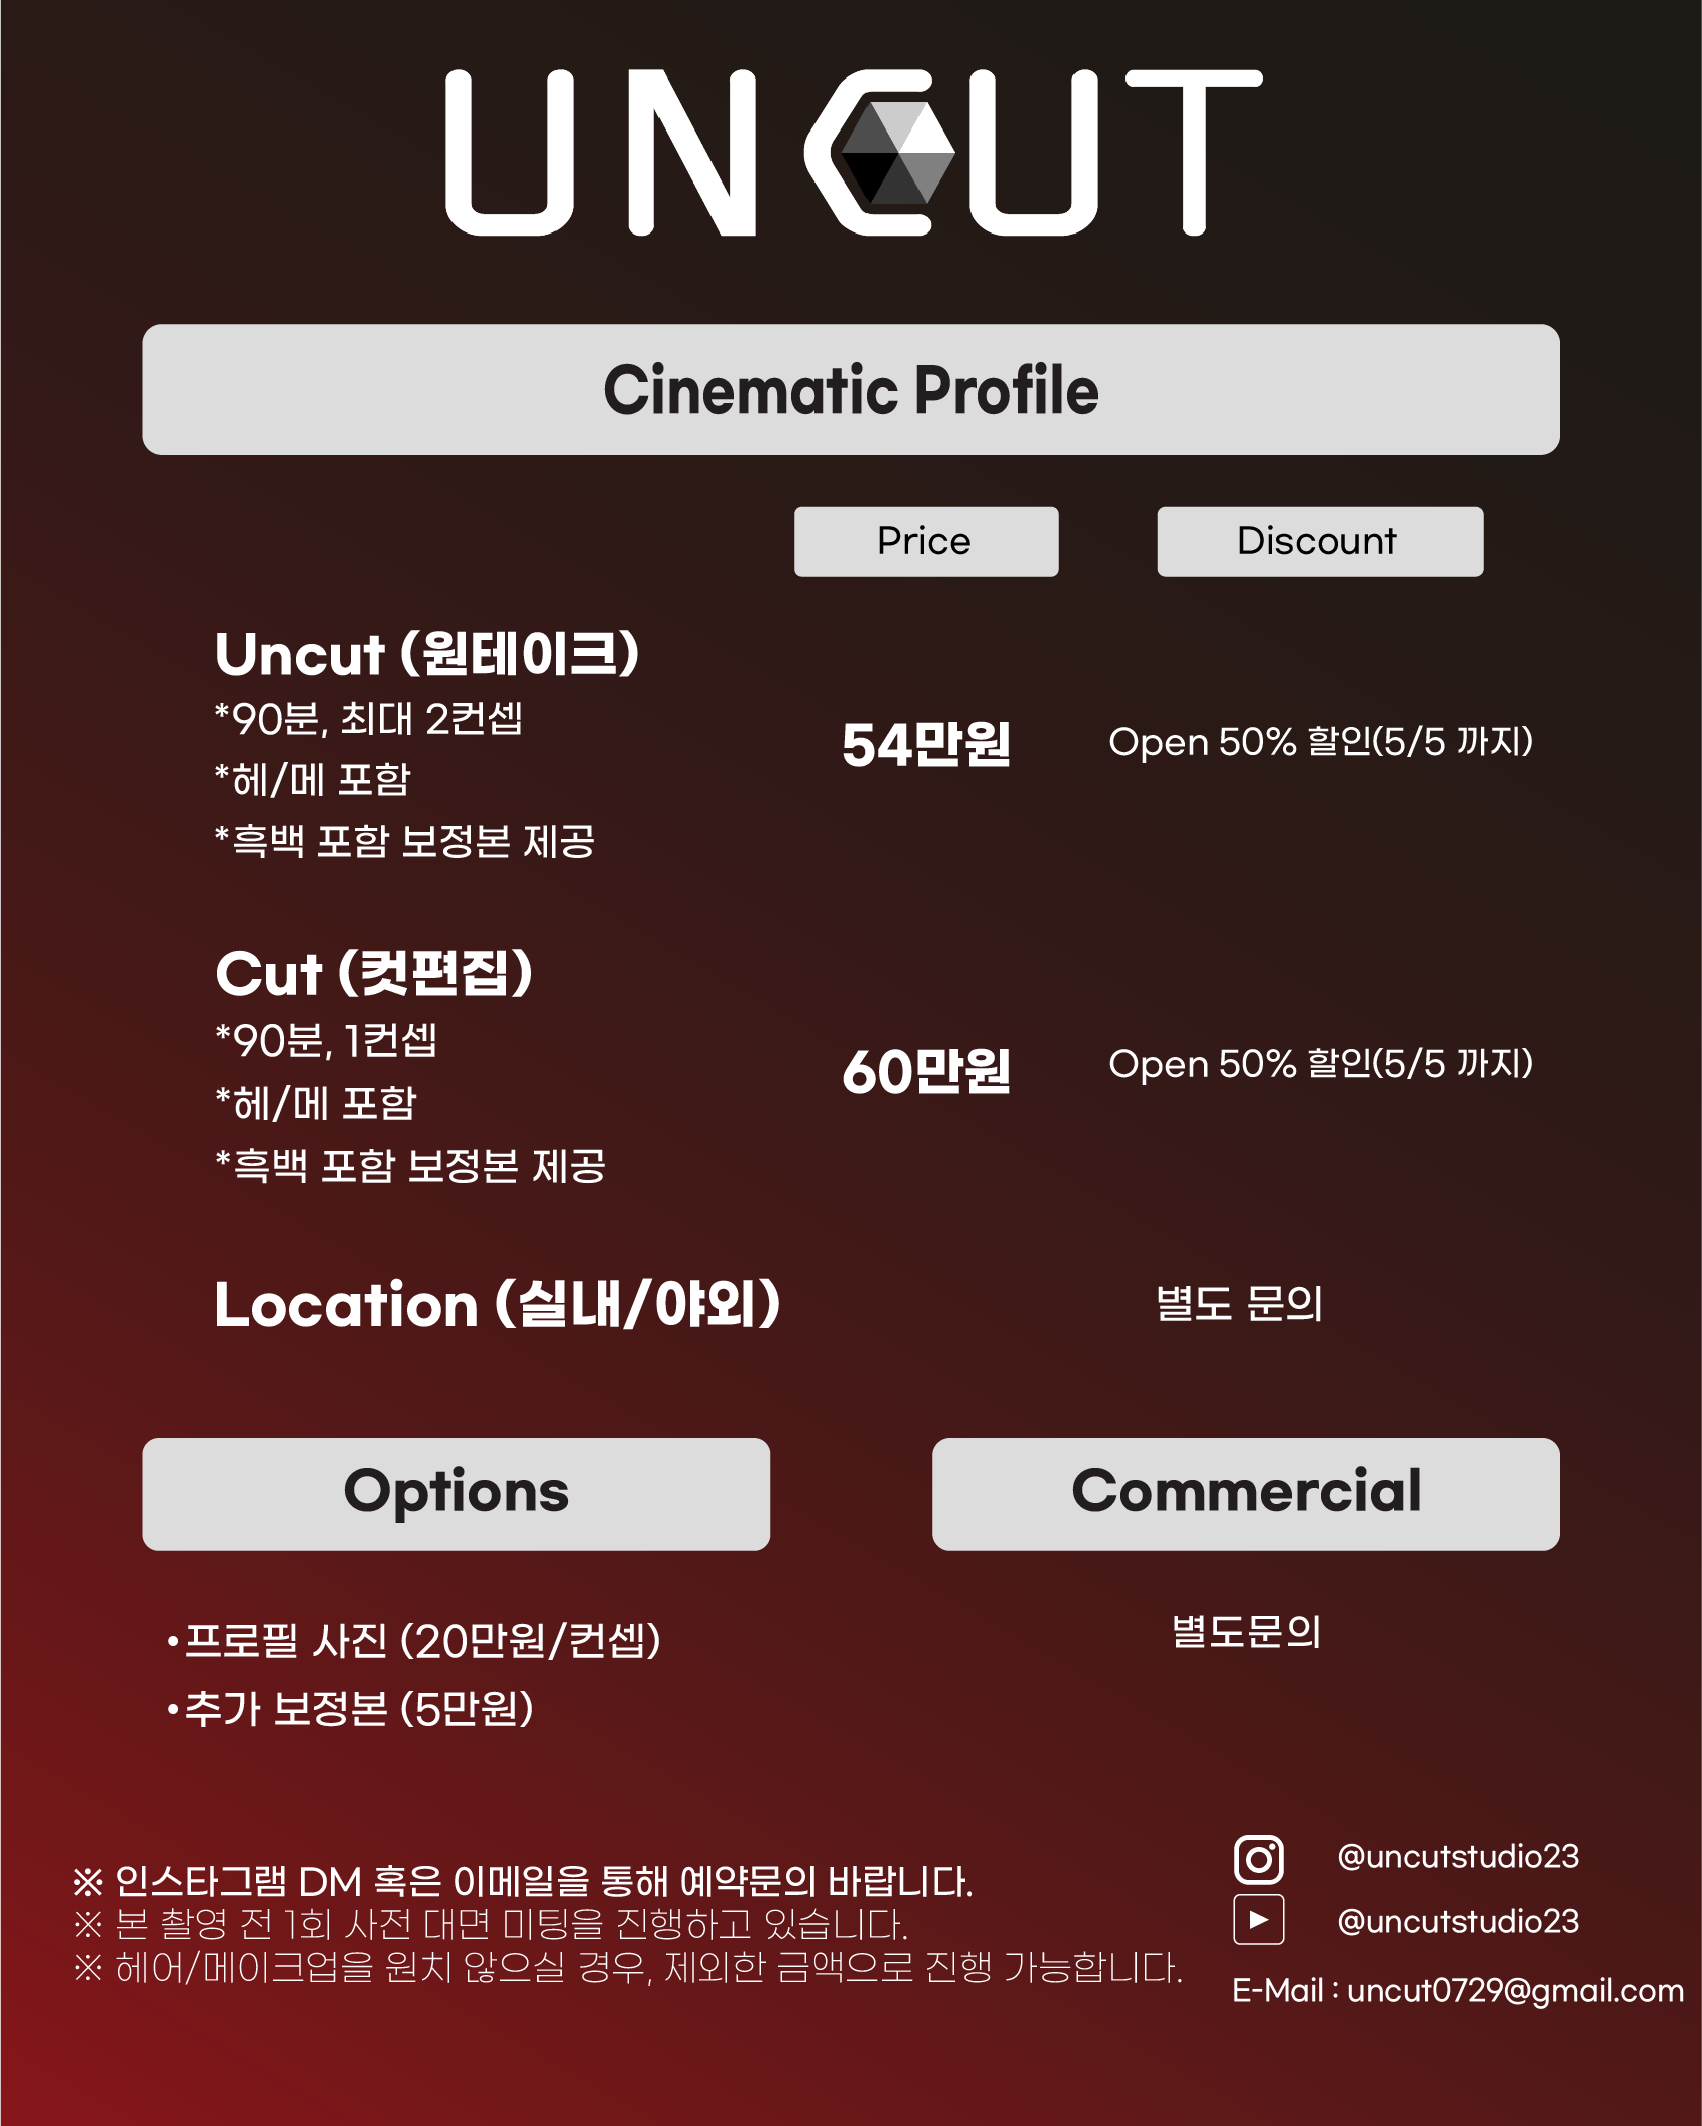 UNCUT
Cinematic Profile
Price Discount
Uncut (원테이크)
*90분, 최대 2컨셉
*헤/메 포함
*흑백 포함 보정본 제공
54만원 Open 50% 할인(5/5 까지)
Cut (컷편집)
*90분, 1컨셉
*헤/메 포함
*흑백 포함 보정본 제공
60만원 Open 50% 할인(5/5 까지)
Location (실내/야외) 별도 문의
Options
•프로필 사진 (20만원/컨셉)
•추가 보정본 (5만원)
Commercial
별도문의
※ 인스타그램 DM 혹은 이메일을 통해 예약문의 바랍니다.
※ 본 촬영 전 1회 사전 대면 미팅을 진행하고 있습니다.
※ 헤어/메이크업을 원치 않으실 경우, 제외한 금액으로 진행 가능합니다.
@uncutstudio23
@uncutstudio23
E-Mail : uncut0729@gmail.com